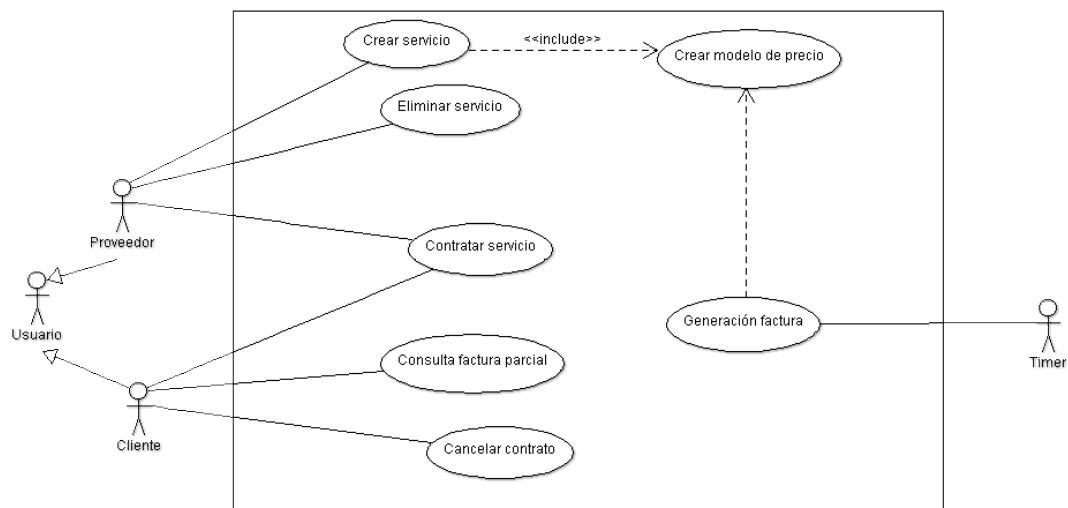 Crear servicio
<<include>>
Crear modelo de precio
Eliminar servicio
Proveedor
Contratar servicio
Usuario
Generación factura
Consulta factura parcial
Timer
Cliente
Cancelar contrato